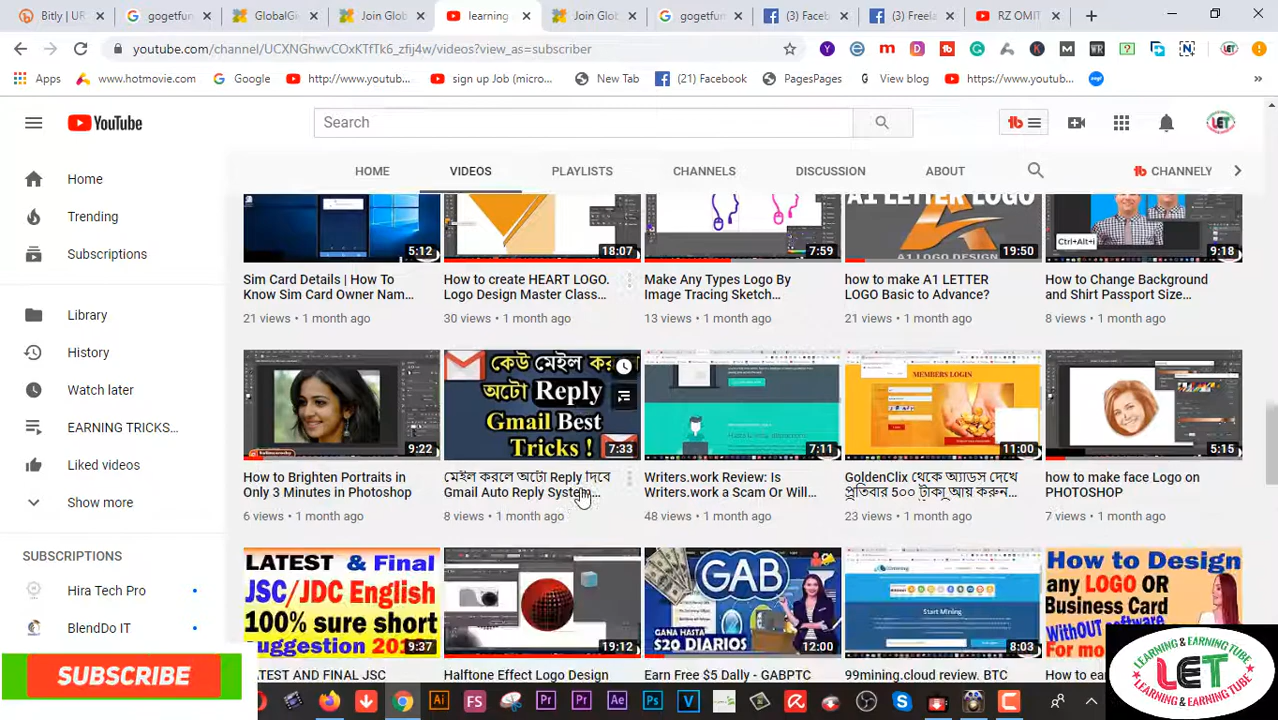 Bitly | UR
gogetfun
GlobalG
Join Glob
learning
Join Glob
gogetfun
(3) Faceb
(3) Freela
RZ OMIT
youtube.com/channel/UCXNGhwvCOxKTfTk6_zfij4w/videos?view_as=subscriber
Apps
www.hotmovie.com
Google
http://www.youtub...
sign up Job (micro...
New Tab
(21) Facebook
PagesPages
View blog
https://www.youtub...
YouTube
Search
HOME
VIDEOS
PLAYLISTS
CHANNELS
DISCUSSION
ABOUT
CHANNELY
Home
Trending
Subscriptions
Library
History
Watch later
EARNING TRICKS...
Liked videos
Show more
SUBSCRIPTIONS
Hira Tech Pro
BlendDo IT
SUBSCRIBE
5:12
18:07
7:59
A1 LETTER
LOGO
A1 LOGO DESIGN
19:50
Ctrl+Alt+I
9:18
Sim Card Details | How To
Know Sim Card Owner Nam...
21 views • 1 month ago
How to create HEART LOGO.
Logo Design Master Class...
30 views • 1 month ago
Make Any Types Logo By
Image Tracing Sketch...
13 views • 1 month ago
how to make A1 LETTER
LOGO Basic to Advance?
21 views • 1 month ago
How to Change Background
and Shirt Passport Size...
8 views • 1 month ago
9:22
কেউ মেইল কর
অটো Reply
Gmail Best
Tricks !
7:33
7:11
MEMBERS LOGIN
11:00
5:15
How to Brighten Portraits in
Only 3 Minutes in Photoshop
6 views • 1 month ago
মেইল করলে অটো Reply দিবে
Gmail Auto Reply System...
8 views • 1 month ago
Writers.work Review: Is
Writers.work a Scam Or Will...
48 views • 1 month ago
GoldenClix থেকে অ্যাডস দেখে
প্রতিবার ৫০০ টাকা আয় করুন...
23 views • 1 month ago
how to make face Logo on
PHOTOSHOP
7 views • 1 month ago
LATEST & Final
JSC/JDC English
100% sure short
9:37
19:12
GANA HASTA
20 DIARIOS
12:00
Start Mining
8:03
How to Design
any LOGO OR
Business Card
WithOUT software
LATEST AND FINAL JSC
Halftone Effect Logo Design
Earn Free $5 Daily - GABPTC
99mining.cloud review. BTC
LEARNING & EARNING TUBE
LET
LEARNING & EARNING TUBE